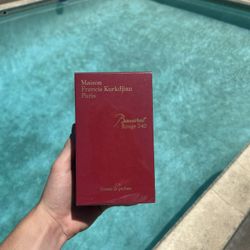 Maison
Francis Kurkdjian
Paris
Baccarat
Rouge 540
Extrait de parfum